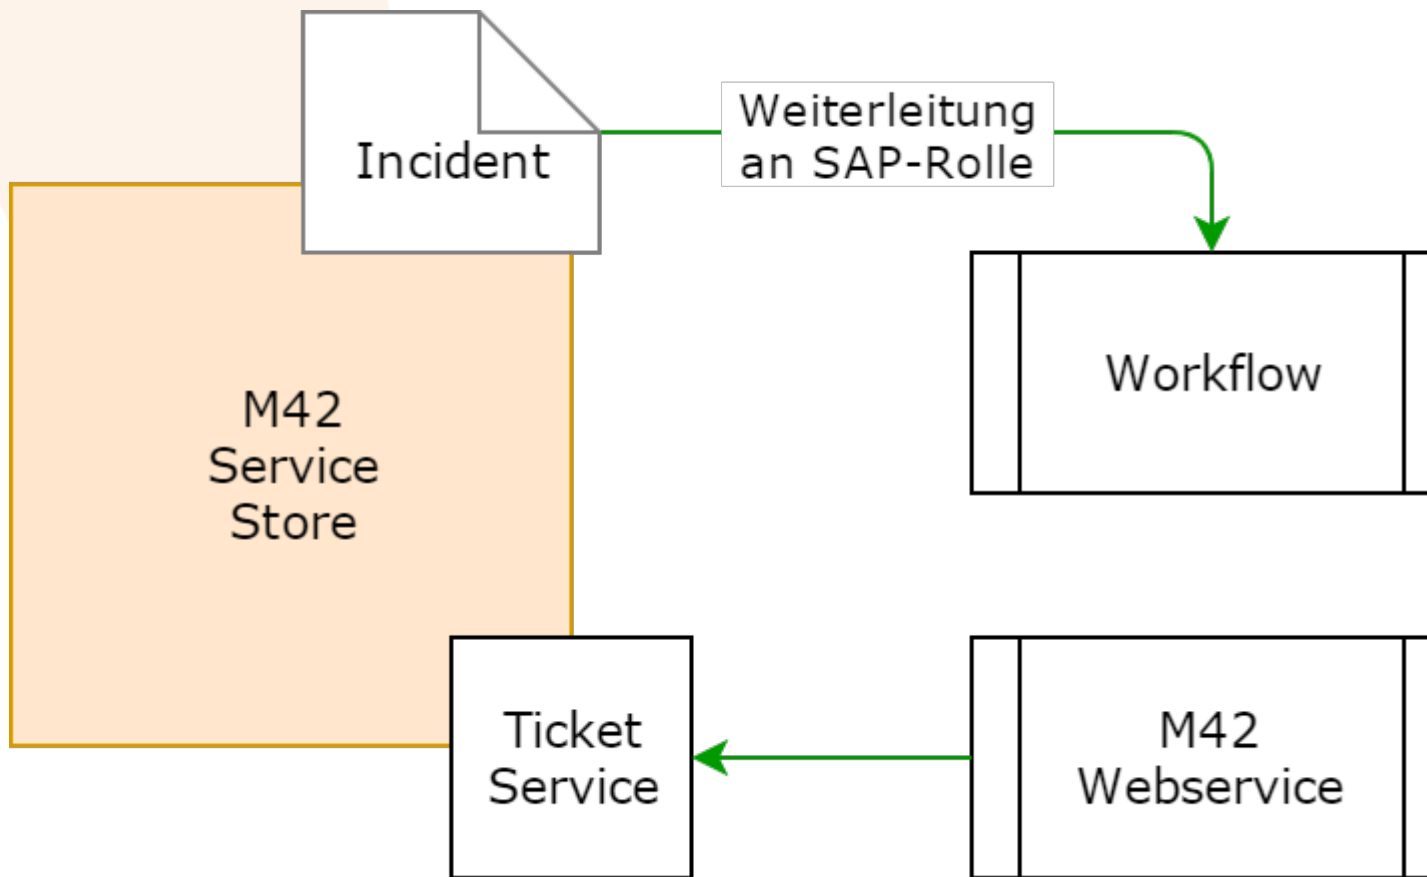 Weiterleitung
an SAP-Rolle
Incident
Workflow
M42
Service
Store
Ticket
Service
M42
Webservice